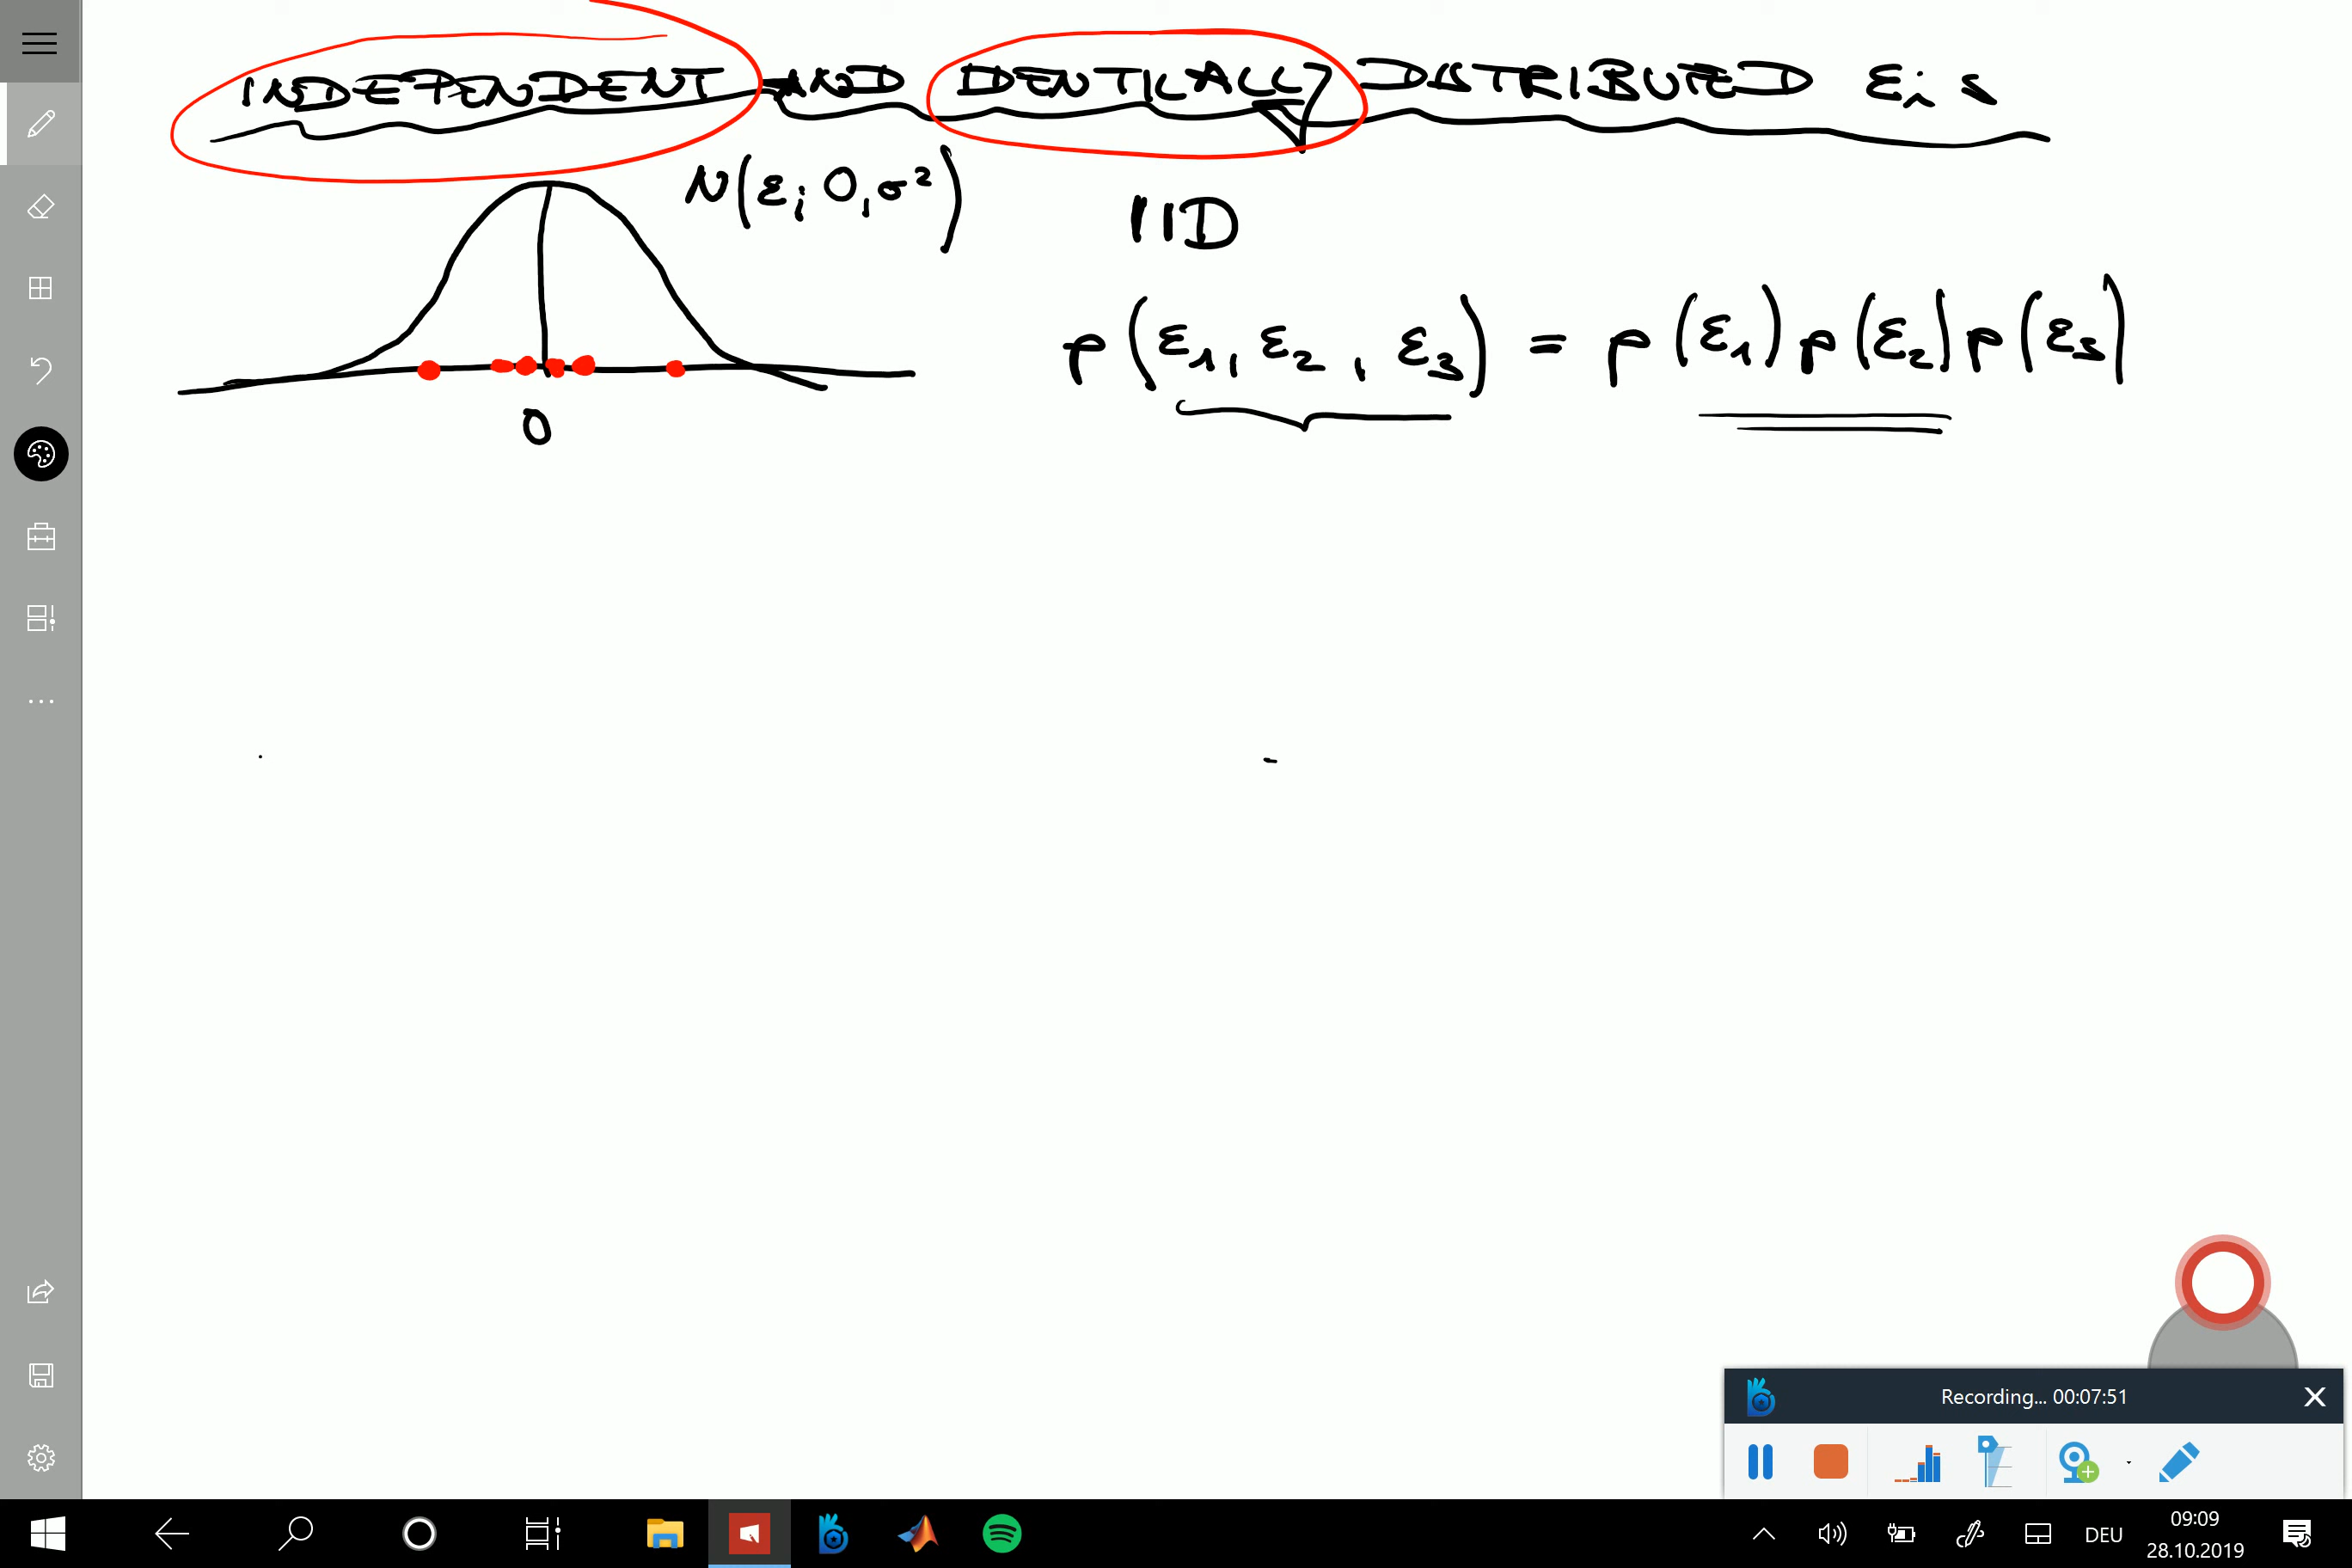 INDEPENDENT AND IDENTICALLY DISTRIBUTED εᵢ s
N(ε; 0, σ²)
IID
p(ε₁, ε₂, ε₃) = p(ε₁) p(ε₂) p(ε₃)
0
Recording... 00:07:51
DEU
09:09
28.10.2019